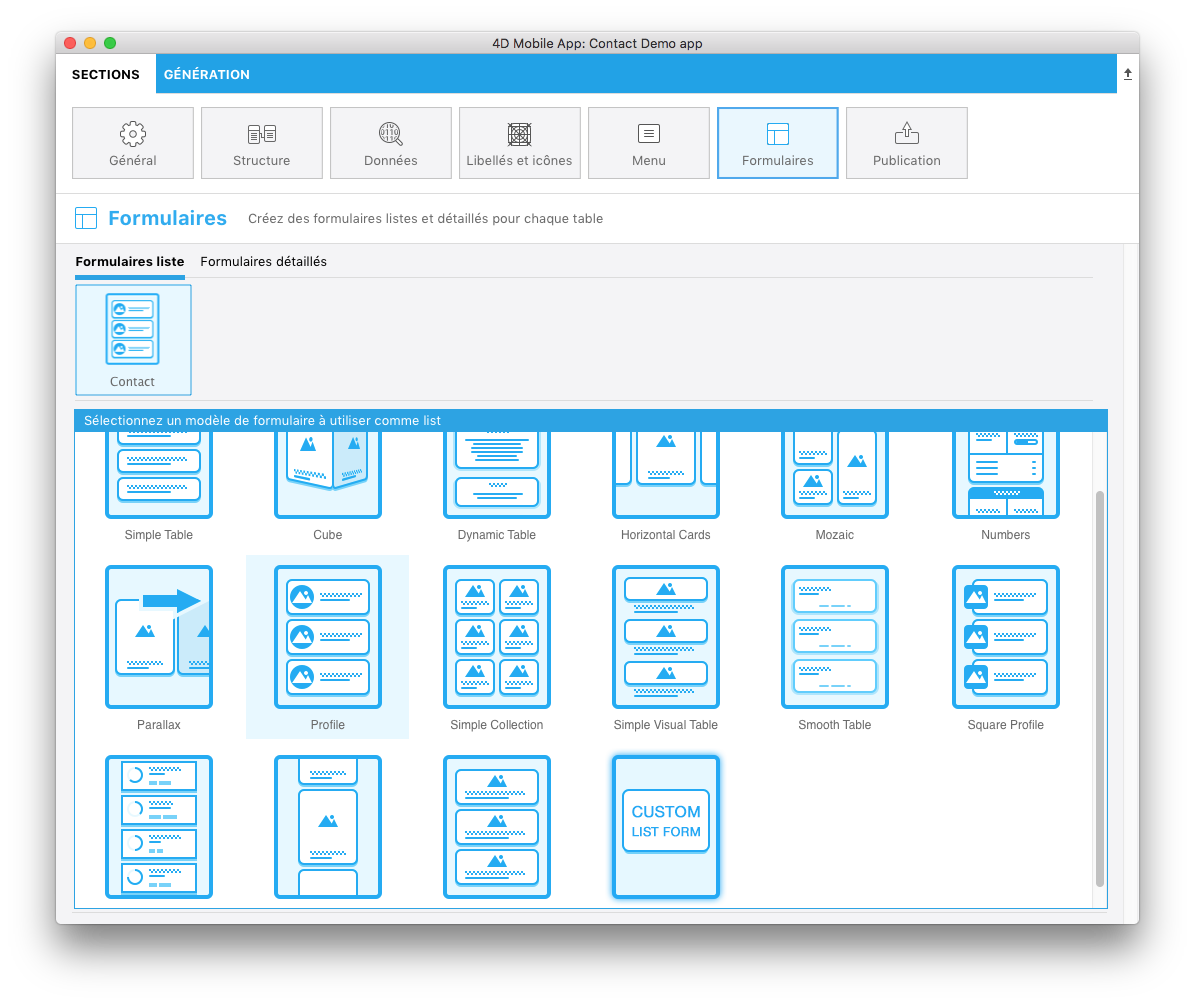 4D Mobile App: Contact Demo app
SECTIONS GÉNÉRATION
Général Structure Données Libellés et icônes Menu Formulaires Publication
Formulaires Créez des formulaires listes et détaillés pour chaque table
Formulaires liste Formulaires détaillés
Contact
Sélectionnez un modèle de formulaire à utiliser comme list
Simple Table Cube Dynamic Table Horizontal Cards Mozaic Numbers
Parallax Profile Simple Collection Simple Visual Table Smooth Table Square Profile
CUSTOM
LIST FORM